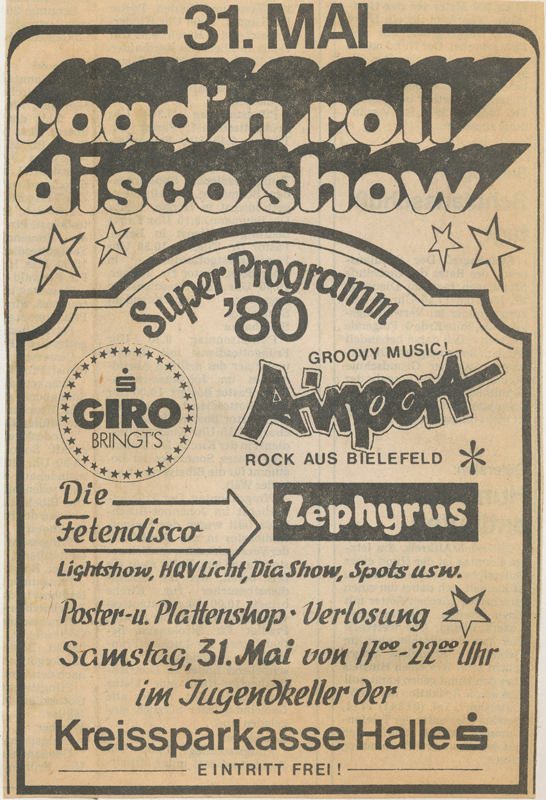 31. MAI
road'n roll
disco show
Super Programm
'80
GIRO
BRINGT'S
GROOVY MUSIC!
Airport
ROCK AUS BIELEFELD *
Die
Fetendisco
Zephyrus
Lightshow, HQV Licht, Dia Show, Spots usw.
Poster-u. Plattenshop · Verlosung
Samstag, 31. Mai von 17⁰⁰-22⁰⁰ Uhr
im Jugendkeller der
Kreissparkasse Halle
EINTRITT FREI!